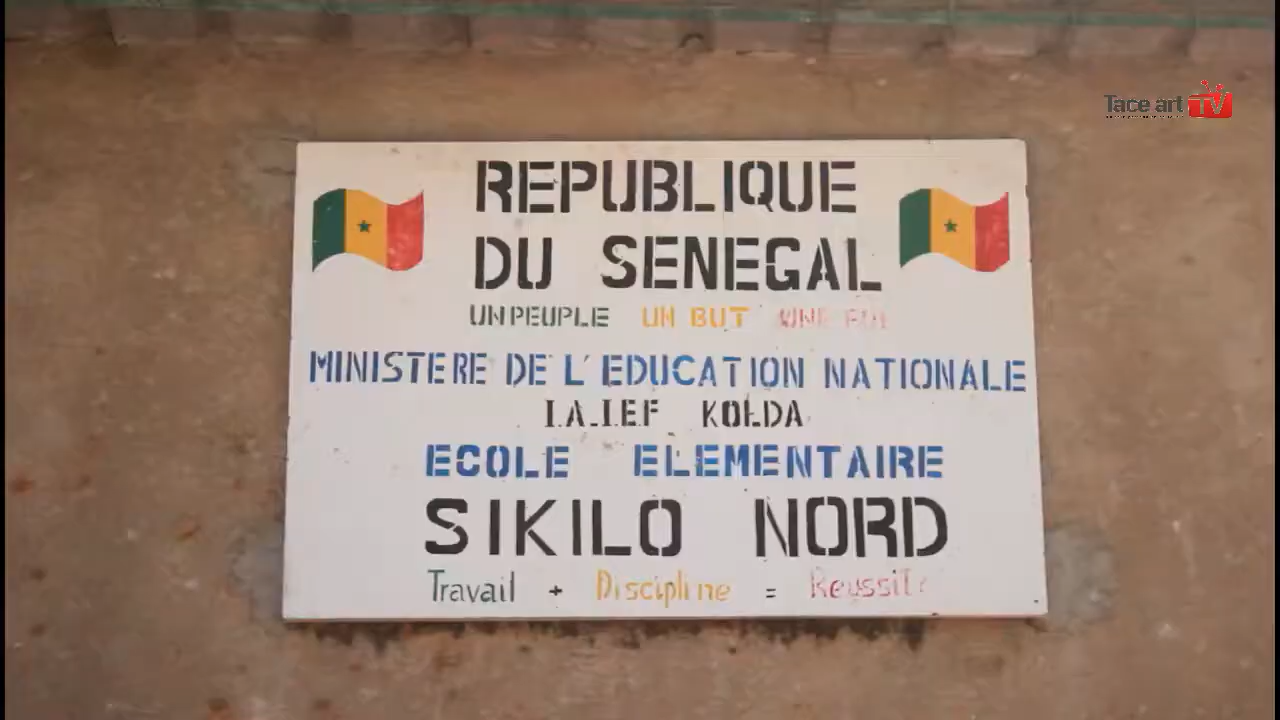 Tace art TV
REPUBLIQUE
DU SENEGAL
UN PEUPLE UN BUT UNE FOI
MINISTERE DE L'EDUCATION NATIONALE
I.A.I.EF KOLDA
ECOLE ELEMENTAIRE
SIKILO NORD
Travail + Discipline = Reussite